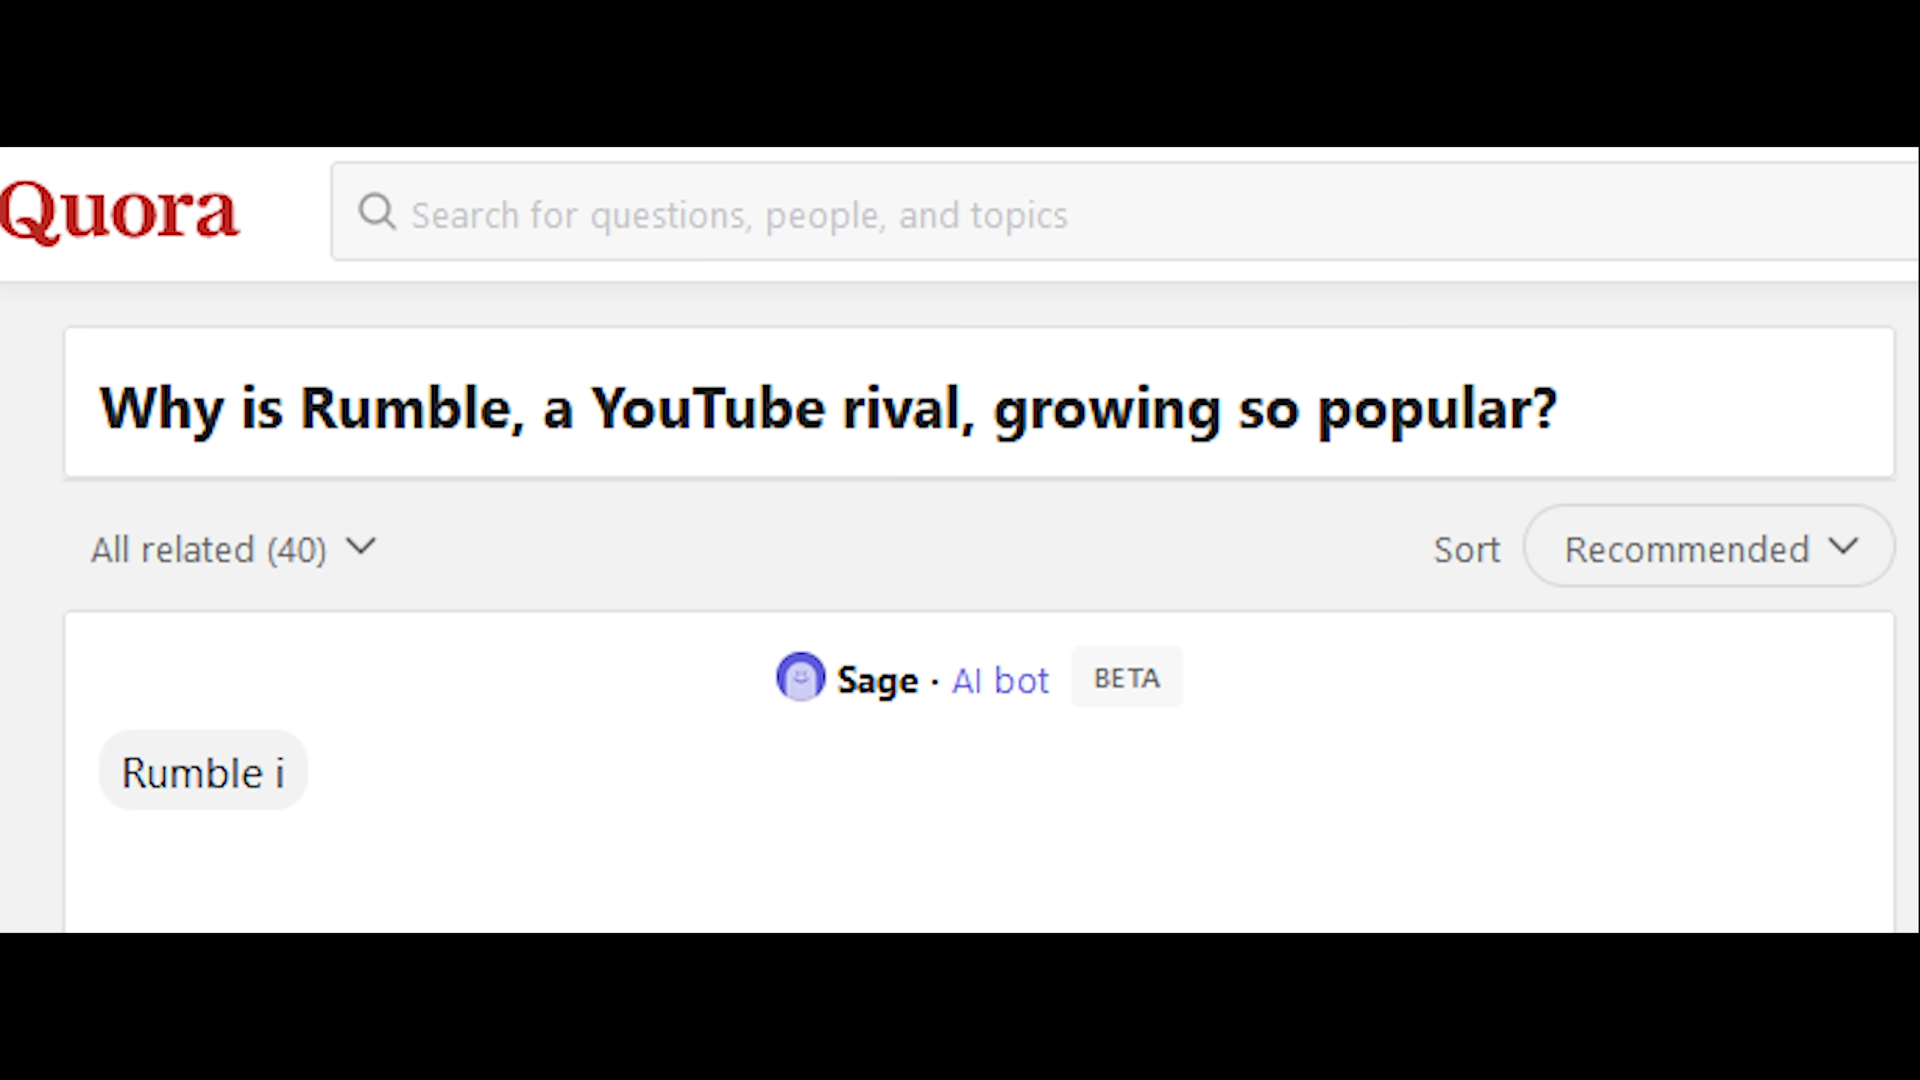 Quora
Search for questions, people, and topics
Why is Rumble, a YouTube rival, growing so popular?
All related (40)
Sort Recommended
Sage · AI bot BETA
Rumble i